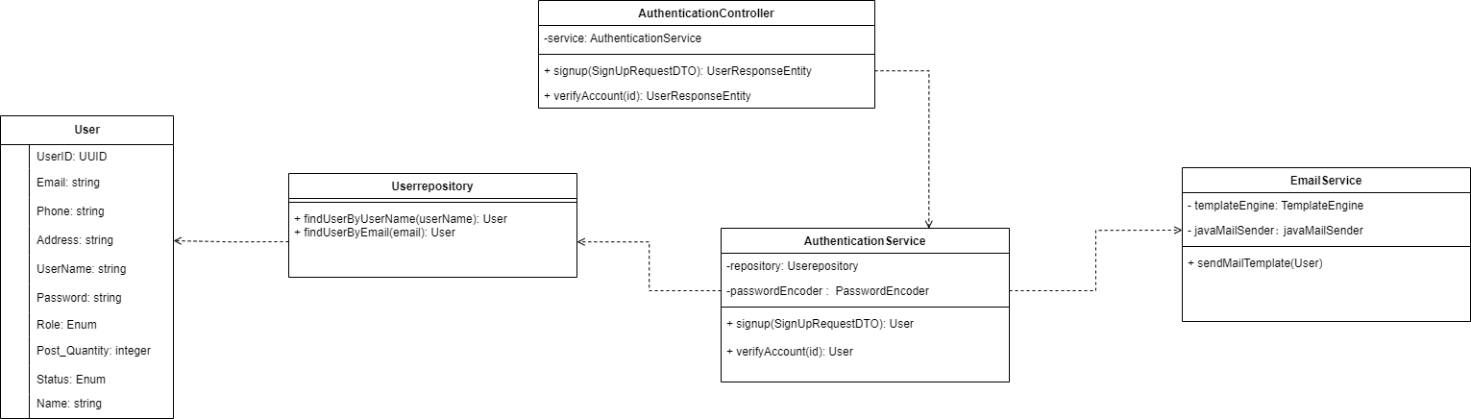 AuthenticationController
-service: AuthenticationService
+ signup(SignUpRequestDTO): UserResponseEntity
+ verifyAccount(id): UserResponseEntity
User
UserID: UUID
Email: string
Phone: string
Address: string
UserName: string
Password: string
Role: Enum
Post_Quantity: integer
Status: Enum
Name: string
Userrepository
+ findUserByUserName(userName): User
+ findUserByEmail(email): User
AuthenticationService
-repository: Userepository
-passwordEncoder : PasswordEncoder
+ signup(SignUpRequestDTO): User
+ verifyAccount(id): User
EmailService
- templateEngine: TemplateEngine
- javaMailSender: javaMailSender
+ sendMailTemplate(User)